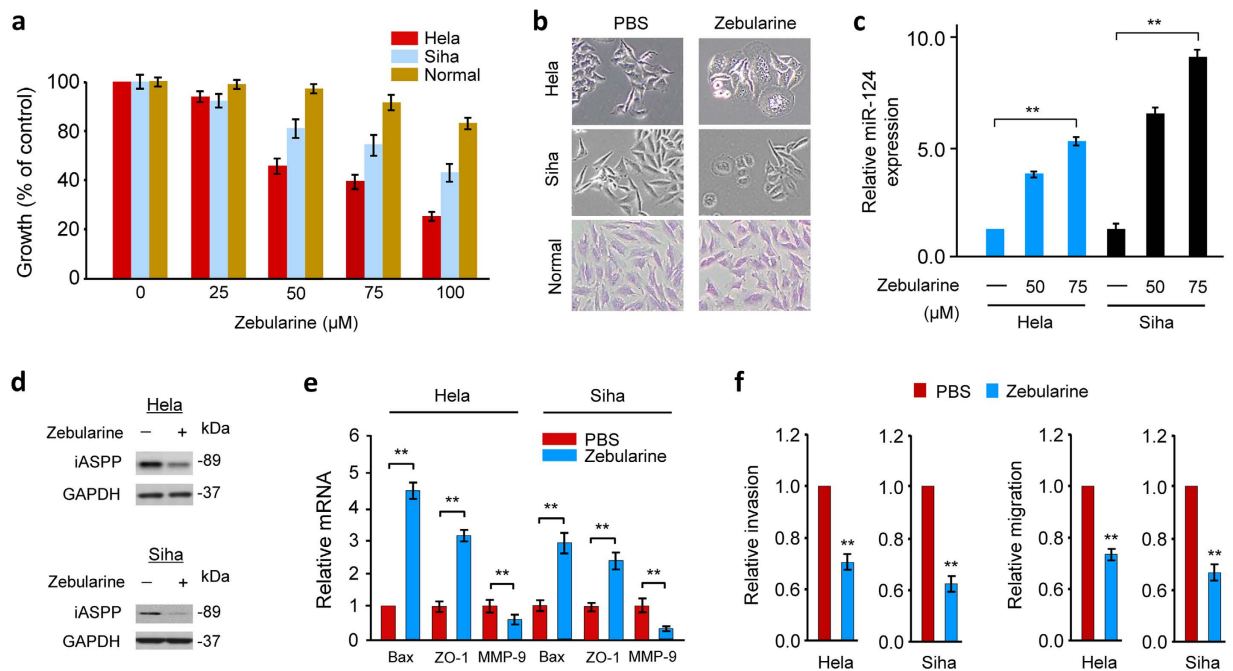 a
Hela
Siha
Normal
Growth (% of control)
100
80
60
40
20
0
0 25 50 75 100
Zebularine (µM)
b
PBS Zebularine
Hela
Siha
Normal
c
**
**
Relative miR-124
expression
10.0
5.0
0.0
Zebularine — 50 75 — 50 75
(µM)
Hela Siha
d
Hela
Zebularine – + kDa
iASPP -89
GAPDH -37
Siha
Zebularine – + kDa
iASPP -89
GAPDH -37
e
Hela Siha
PBS
Zebularine
Relative mRNA
6
5
4
3
2
1
0
** ** ** ** ** **
Bax ZO-1 MMP-9 Bax ZO-1 MMP-9
f
PBS Zebularine
Relative invasion
1.2
1.0
0.8
0.6
0.4
0.2
0.0
**
Hela
1.2
1.0
0.8
0.6
0.4
0.2
0.0
**
Siha
Relative migration
1.2
1.0
0.8
0.6
0.4
0.2
0.0
**
Hela
1.2
1.0
0.8
0.6
0.4
0.2
0.0
**
Siha